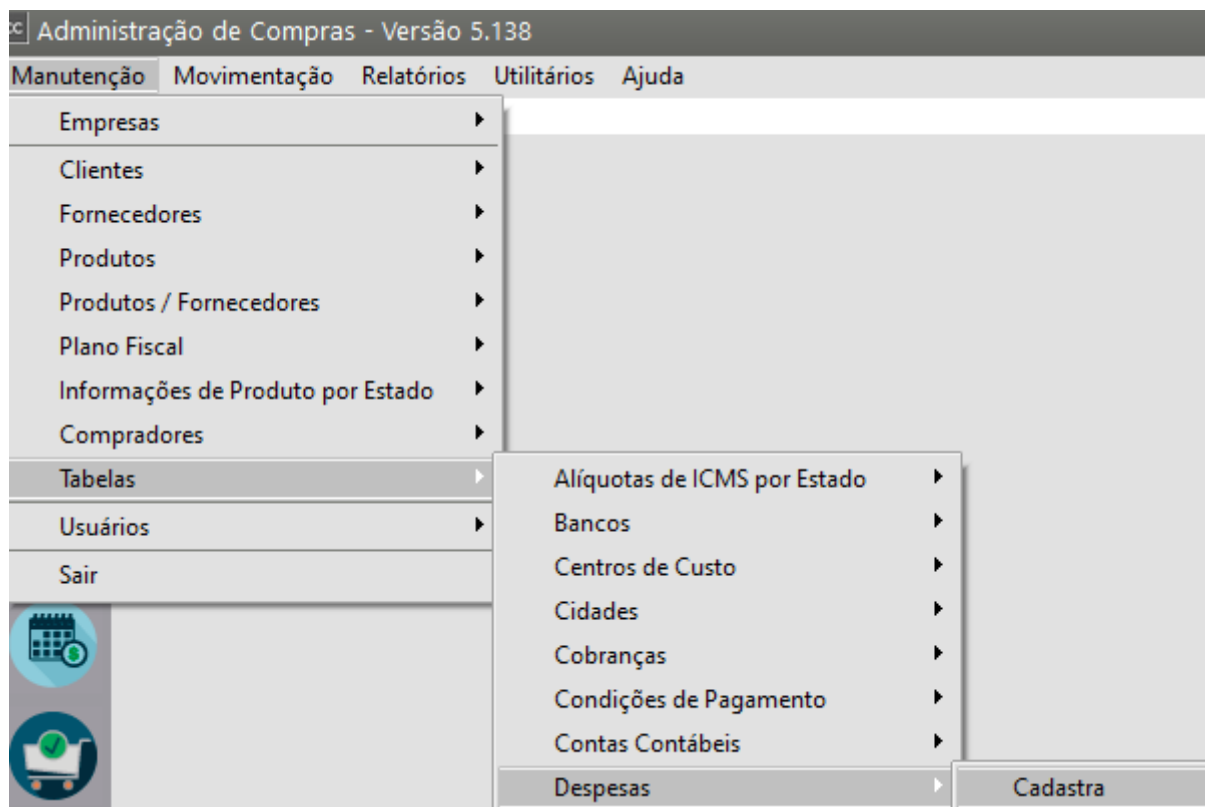 Administração de Compras - Versão 5.138
Manutenção Movimentação Relatórios Utilitários Ajuda
Empresas
Clientes
Fornecedores
Produtos
Produtos / Fornecedores
Plano Fiscal
Informações de Produto por Estado
Compradores
Tabelas
Usuários
Sair
Alíquotas de ICMS por Estado
Bancos
Centros de Custo
Cidades
Cobranças
Condições de Pagamento
Contas Contábeis
Despesas
Cadastra